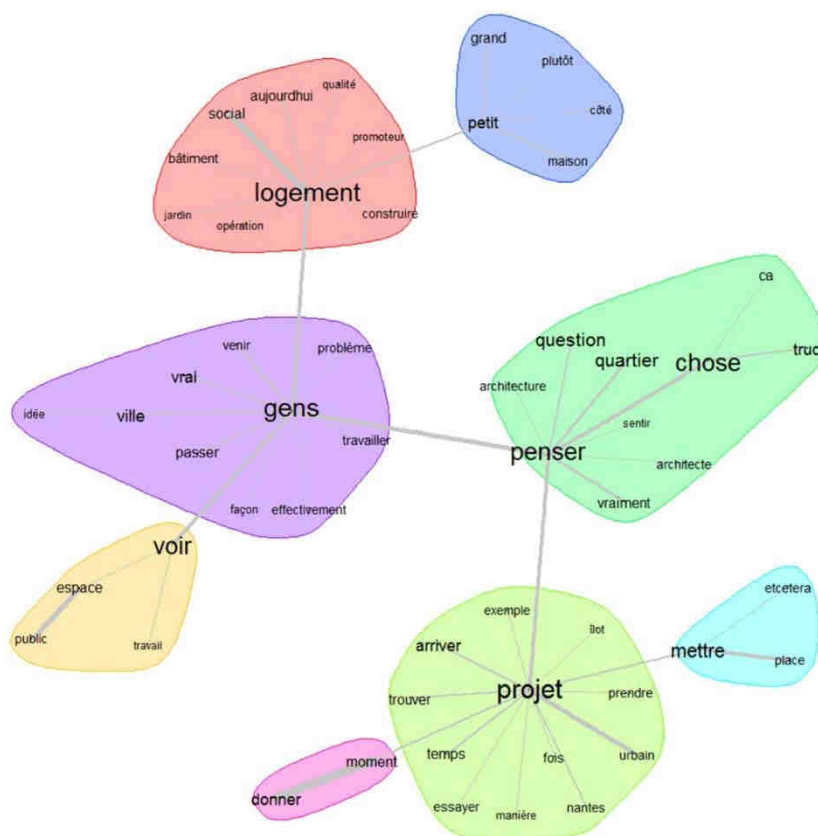 grand
plutôt
côté
petit
maison
qualité
aujourdhui
social
promoteur
bâtiment
logement
jardin
opération
construire
ca
truc
question
quartier
chose
architecture
sentir
penser
architecte
vraiment
venir
problème
vrai
gens
idée
ville
passer
travailler
façon
effectivement
voir
espace
public
travail
exemple
îlot
arriver
projet
trouver
prendre
temps
fois
urbain
essayer
manière
nantes
etcetera
mettre
place
moment
donner